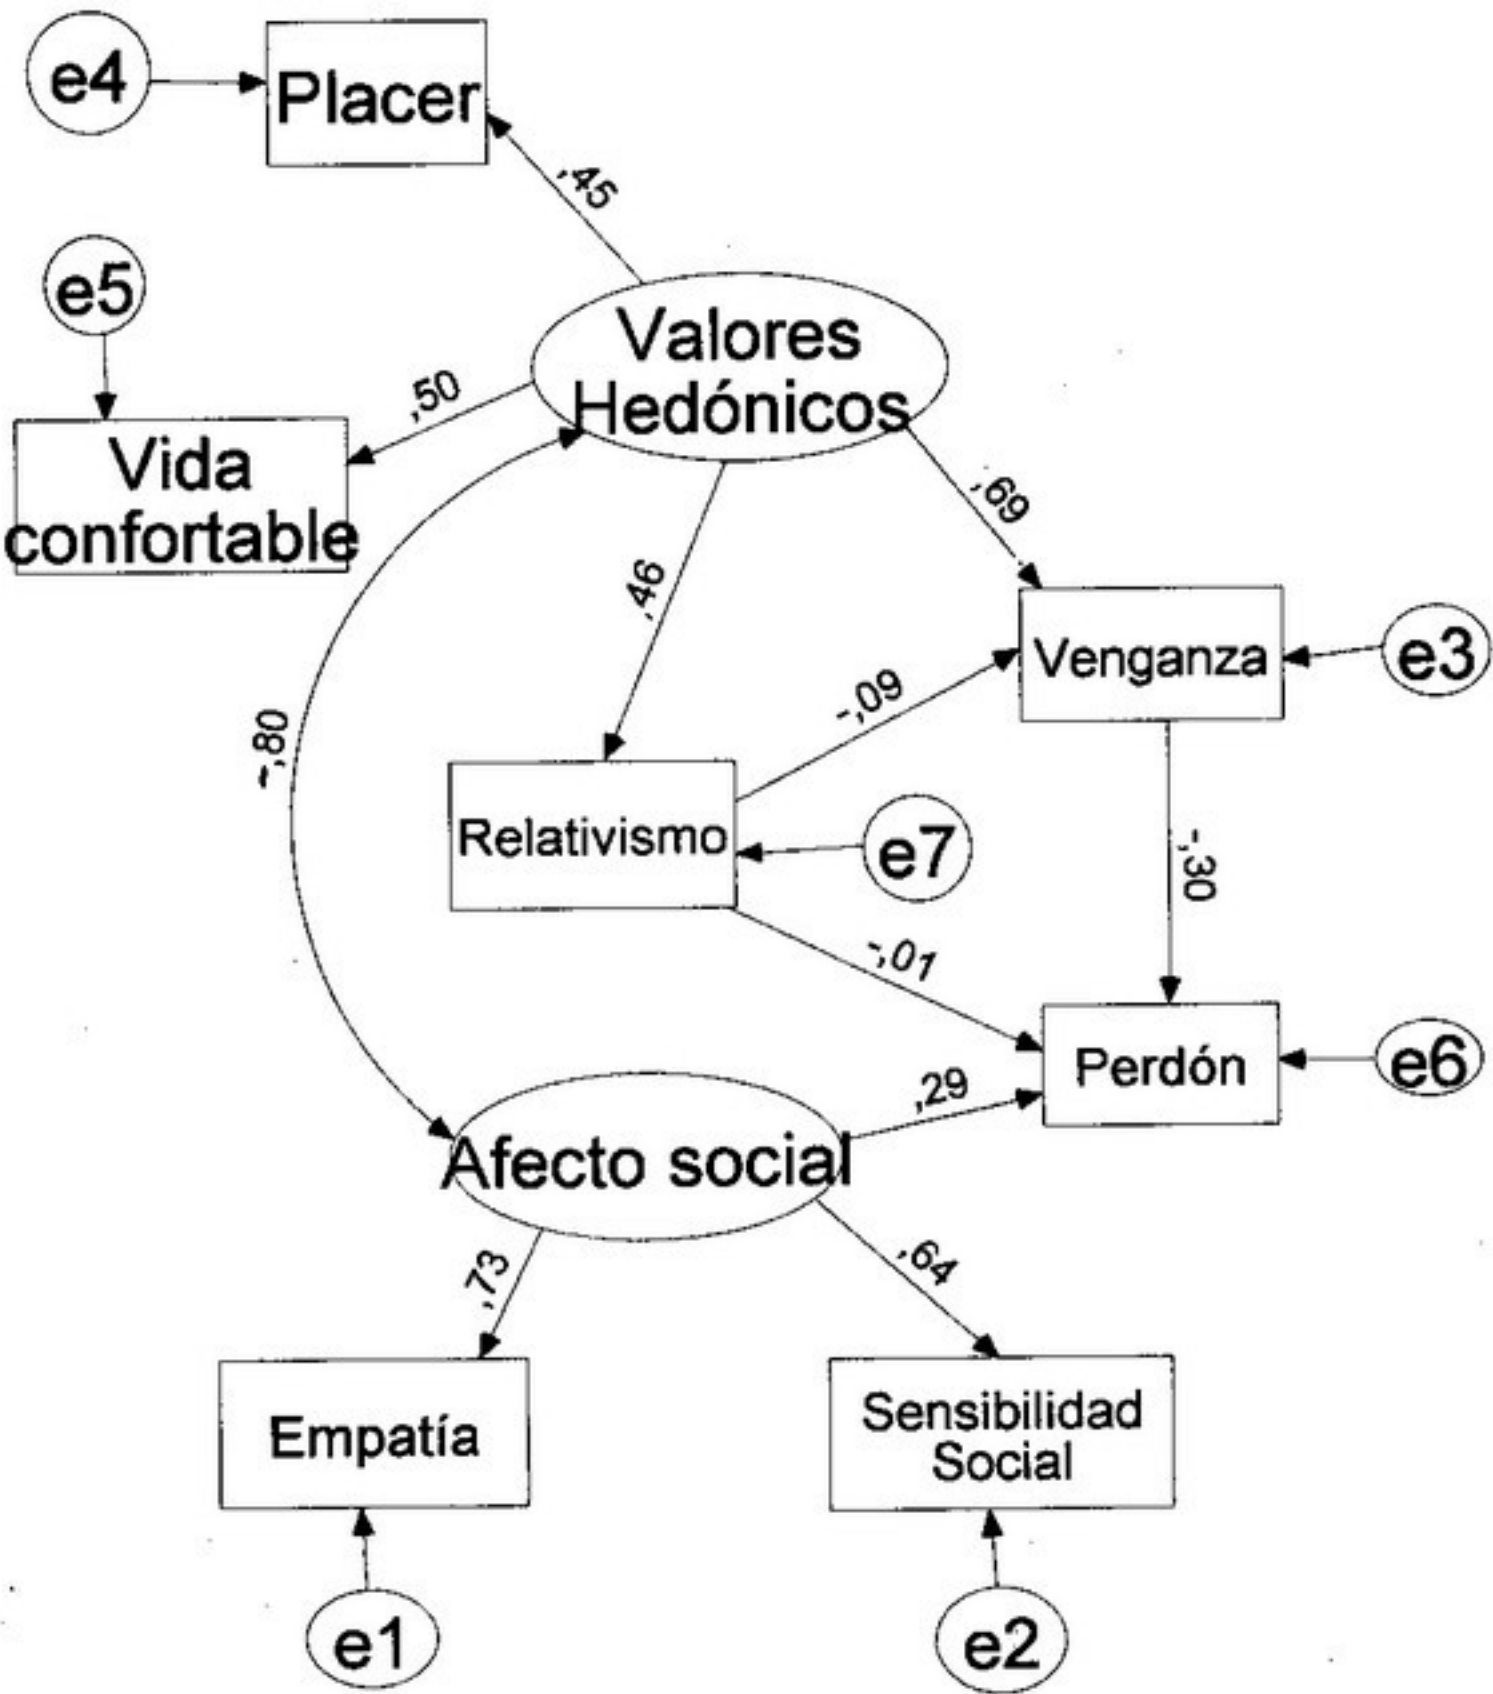 e4
Placer
,45
e5
Valores
Hedónicos
,50
Vida
confortable
,69
,46
Venganza
e3
-,09
-,80
Relativismo
e7
-,30
-,01
Perdón
e6
,29
Afecto social
,73
,64
Empatía
Sensibilidad
Social
e1
e2